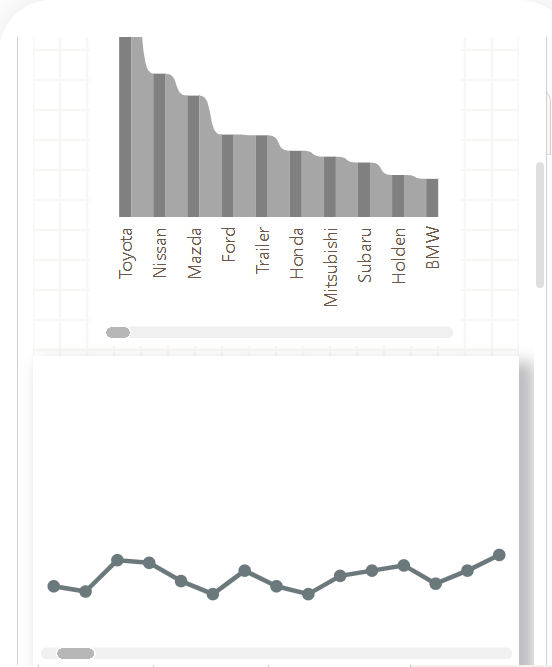 Toyota
Nissan
Mazda
Ford
Trailer
Honda
Mitsubishi
Subaru
Holden
BMW